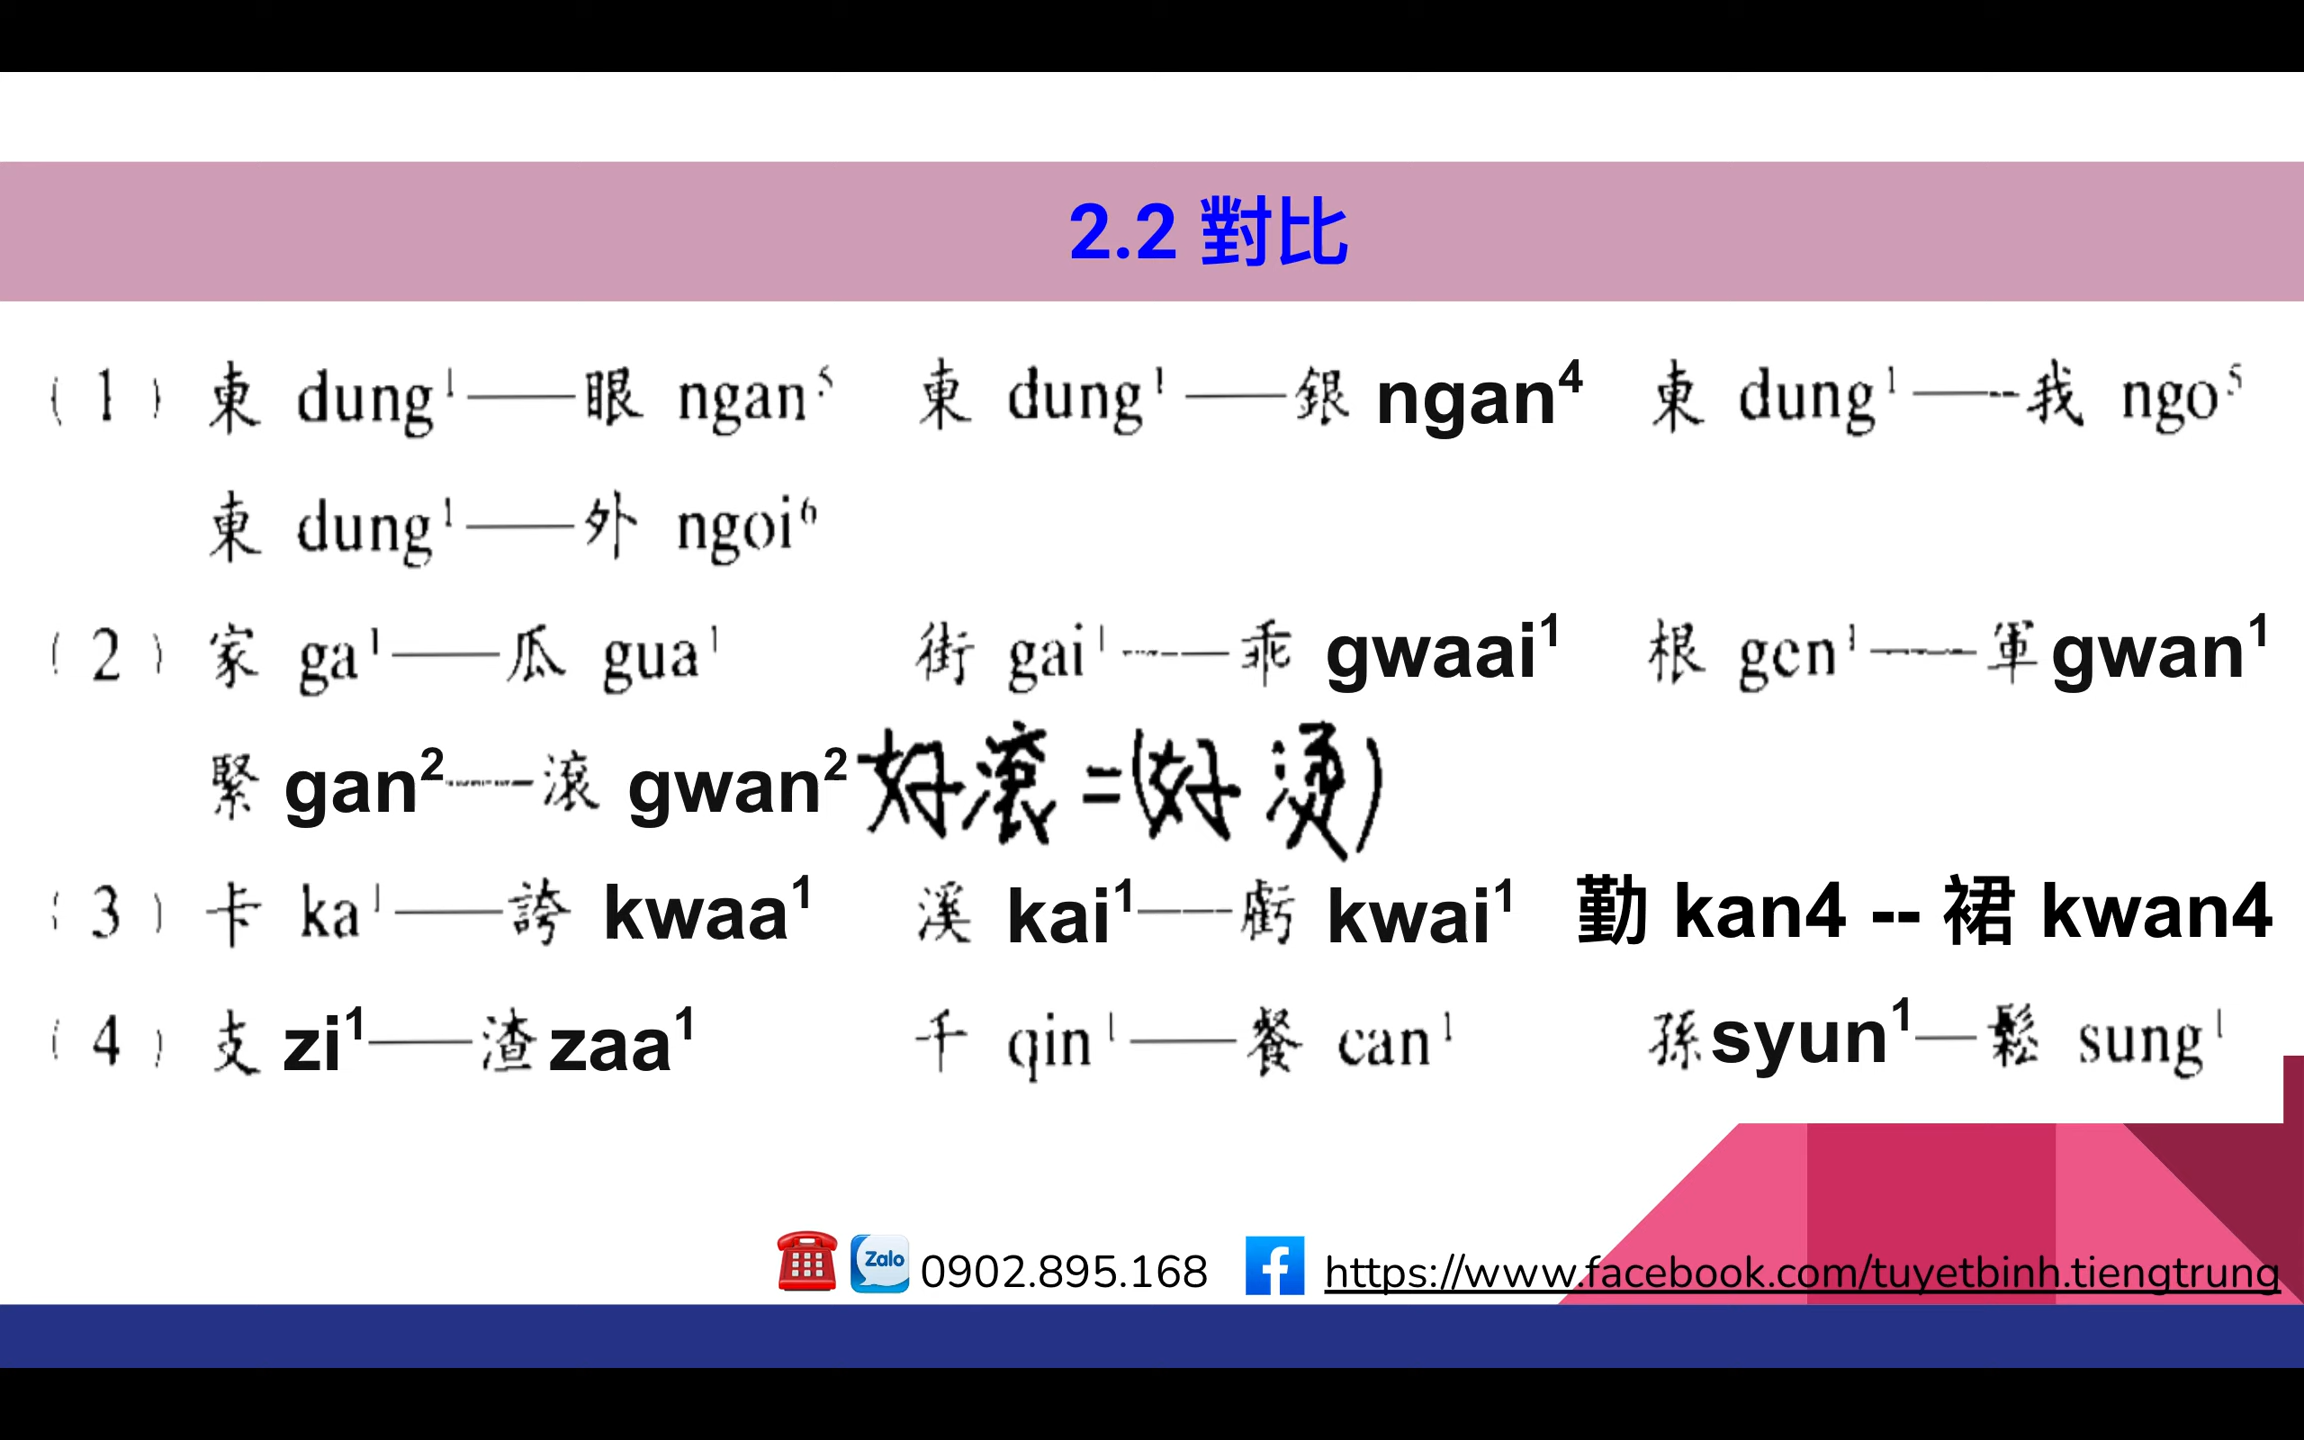 2.2 對比
(1) 東 dung¹——眼 ngan⁵ 東 dung¹——銀 ngan⁴ 東 dung¹——我 ngo⁵
東 dung¹——外 ngoi⁶
(2) 家 ga¹——瓜 gua¹ 街 gai¹——乖 gwaai¹ 根 gen¹——軍 gwan¹
緊 gan²——滾 gwan² 好滾=(好燙)
(3) 卡 ka¹——誇 kwaa¹ 溪 kai¹——虧 kwai¹ 勤 kan4 -- 裙 kwan4
(4) 支 zi¹——渣 zaa¹ 千 qin¹——餐 can¹ 孫 syun¹—鬆 sung¹
Zalo 0902.895.168 https://www.facebook.com/tuyetbinh.tiengtrung